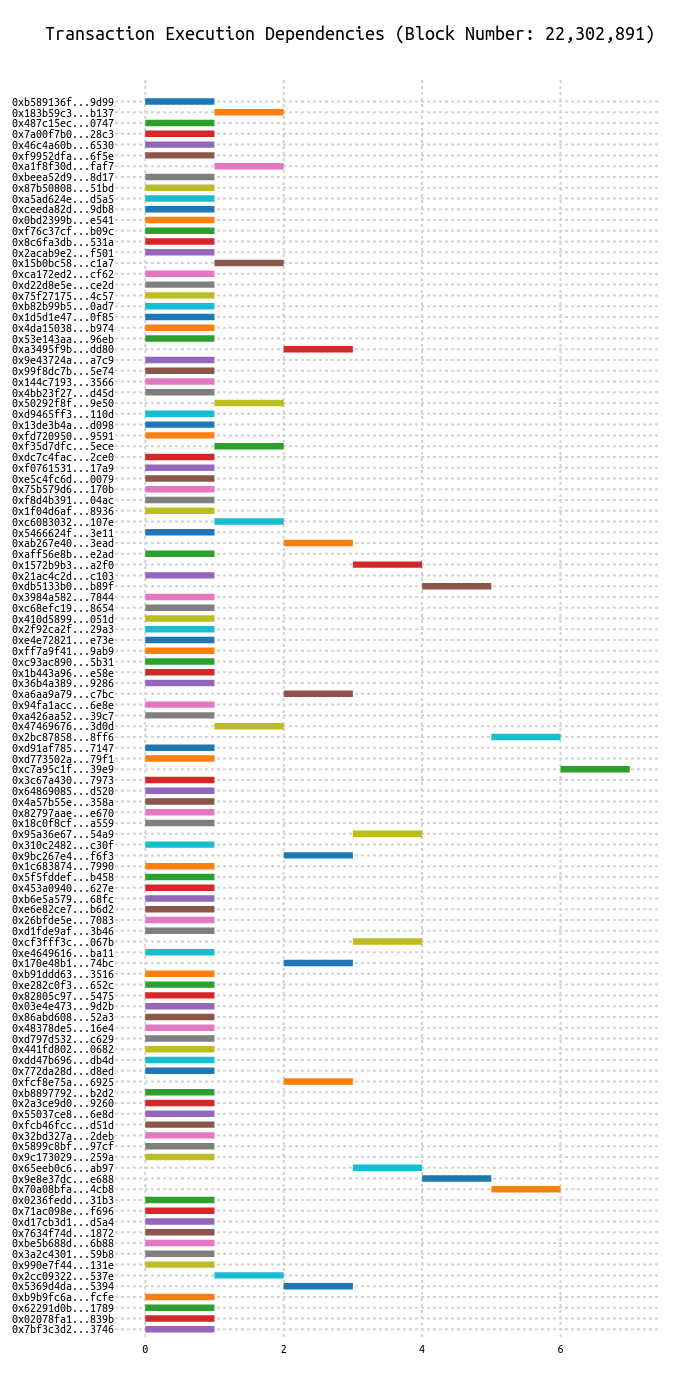 Transaction Execution Dependencies (Block Number: 22,302,891)
0xb589136f...9d99
0x183b59c3...b137
0x487c15ec...0747
0x7a00f7b0...28c3
0x46c4a60b...6530
0xf9952dfa...6f5e
0xa1f8f30d...faf7
0xbeea52d9...8d17
0x87b50808...51bd
0xa5ad624e...d5a5
0xceeda82d...9db8
0x0bd2399b...e541
0xf76c37cf...b09c
0x8c6fa3db...531a
0x2acab9e2...f501
0x15b0bc58...c1a7
0xca172ed2...cf62
0xd22d8e5e...ce2d
0x75f27175...4c57
0xb82b99b5...0ad7
0x1d5d1e47...0f85
0x4da15038...b974
0x53e143aa...96eb
0xa3495f9b...dd80
0x9e43724a...a7c9
0x99f8dc7b...5e74
0x144c7193...3566
0x4bb23f27...d45d
0x50292f8f...9e50
0xd9465ff3...110d
0x13de3b4a...d098
0xfd720950...9591
0xf35d7dfc...5ece
0xdc7c4fac...2ce0
0xf0761531...17a9
0xe5c4fc6d...0079
0x75b579d6...170b
0xf8d4b391...04ac
0x1f04d6af...8936
0xc6083032...107e
0x5466624f...3e11
0xab267e40...3ead
0xaff56e8b...e2ad
0x1572b9b3...a2f0
0x21ac4c2d...c103
0xdb5133b0...b89f
0x3984a582...7844
0xc68efc19...8654
0x410d5899...051d
0x2f92ca2f...29a3
0xe4e72821...e73e
0xff7a9f41...9ab9
0xc93ac890...5b31
0x1b443a96...e58e
0x36b4a389...9286
0xa6aa9a79...c7bc
0x94fa1acc...6e8e
0xa426aa52...39c7
0x47469676...3d0d
0x2bc87858...8ff6
0xd91af785...7147
0xd773502a...79f1
0xc7a95c1f...39e9
0x3c67a430...7973
0x64869085...d520
0x4a57b55e...358a
0x82797aae...e670
0x18c0f8cf...a559
0x95a36e67...54a9
0x310c2482...c30f
0x9bc267e4...f6f3
0x1c683874...7990
0x5f5fddef...b458
0x453a0940...627e
0xb6e5a579...68fc
0xe6e82ce7...b6d2
0x26bfde5e...7083
0xd1fde9af...3b46
0xcf3fff3c...067b
0xe4649616...ba11
0x170e48b1...74bc
0xb91ddd63...3516
0xe282c0f3...652c
0x82805c97...5475
0x03e4e473...9d2b
0x86abd608...52a3
0x48378de5...16e4
0xd797d532...c629
0x441fd802...0682
0xdd47b696...db4d
0x772da28d...d8ed
0xfcf8e75a...6925
0xb8897792...b2d2
0x2a3ce9d0...9260
0x55037ce8...6e8d
0xfcb46fcc...d51d
0x32bd327a...2deb
0x5899c8bf...97cf
0x9c173029...259a
0x65eeb0c6...ab97
0x9e8e37dc...e688
0x70a08bfa...4cb8
0x0236fedd...31b3
0x71ac098e...f696
0xd17cb3d1...d5a4
0x7634f74d...1872
0xbe5b688d...6b88
0x3a2c4301...59b8
0x990e7f44...131e
0x2cc09322...537e
0x5369d4da...5394
0xb9b9fc6a...fcfe
0x62291d0b...1789
0x02078fa1...839b
0x7bf3c3d2...3746
0 2 4 6